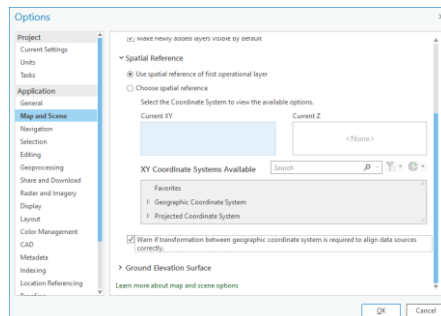 Options
Project
Current Settings
Units
Tasks
Application
General
Map and Scene
Navigation
Selection
Editing
Geoprocessing
Share and Download
Raster and Imagery
Display
Layout
Color Management
CAD
Metadata
Indexing
Location Referencing
Make newly added layers visible by default
Spatial Reference
Use spatial reference of first operational layer
Choose spatial reference
Select the Coordinate System to view the available options.
Current XY
Current Z
<None>
XY Coordinate Systems Available
Search
Favorites
Geographic Coordinate System
Projected Coordinate System
Warn if transformation between geographic coordinate system is required to align data sources
correctly.
Ground Elevation Surface
Learn more about map and scene options
OK
Cancel